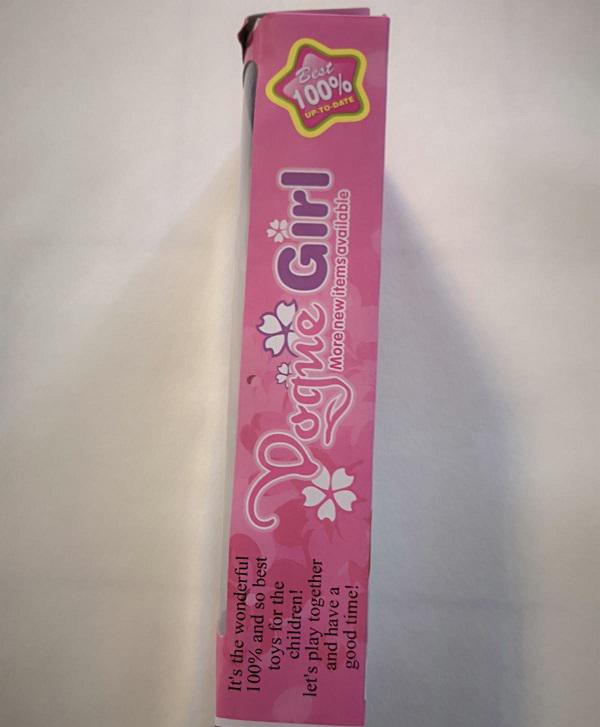 Best
100%
UP-TO-DATE
Vogue Girl
More new items available
It's the wonderful
100% and so best
toys for the
children!
let's play together
and have a
good time!